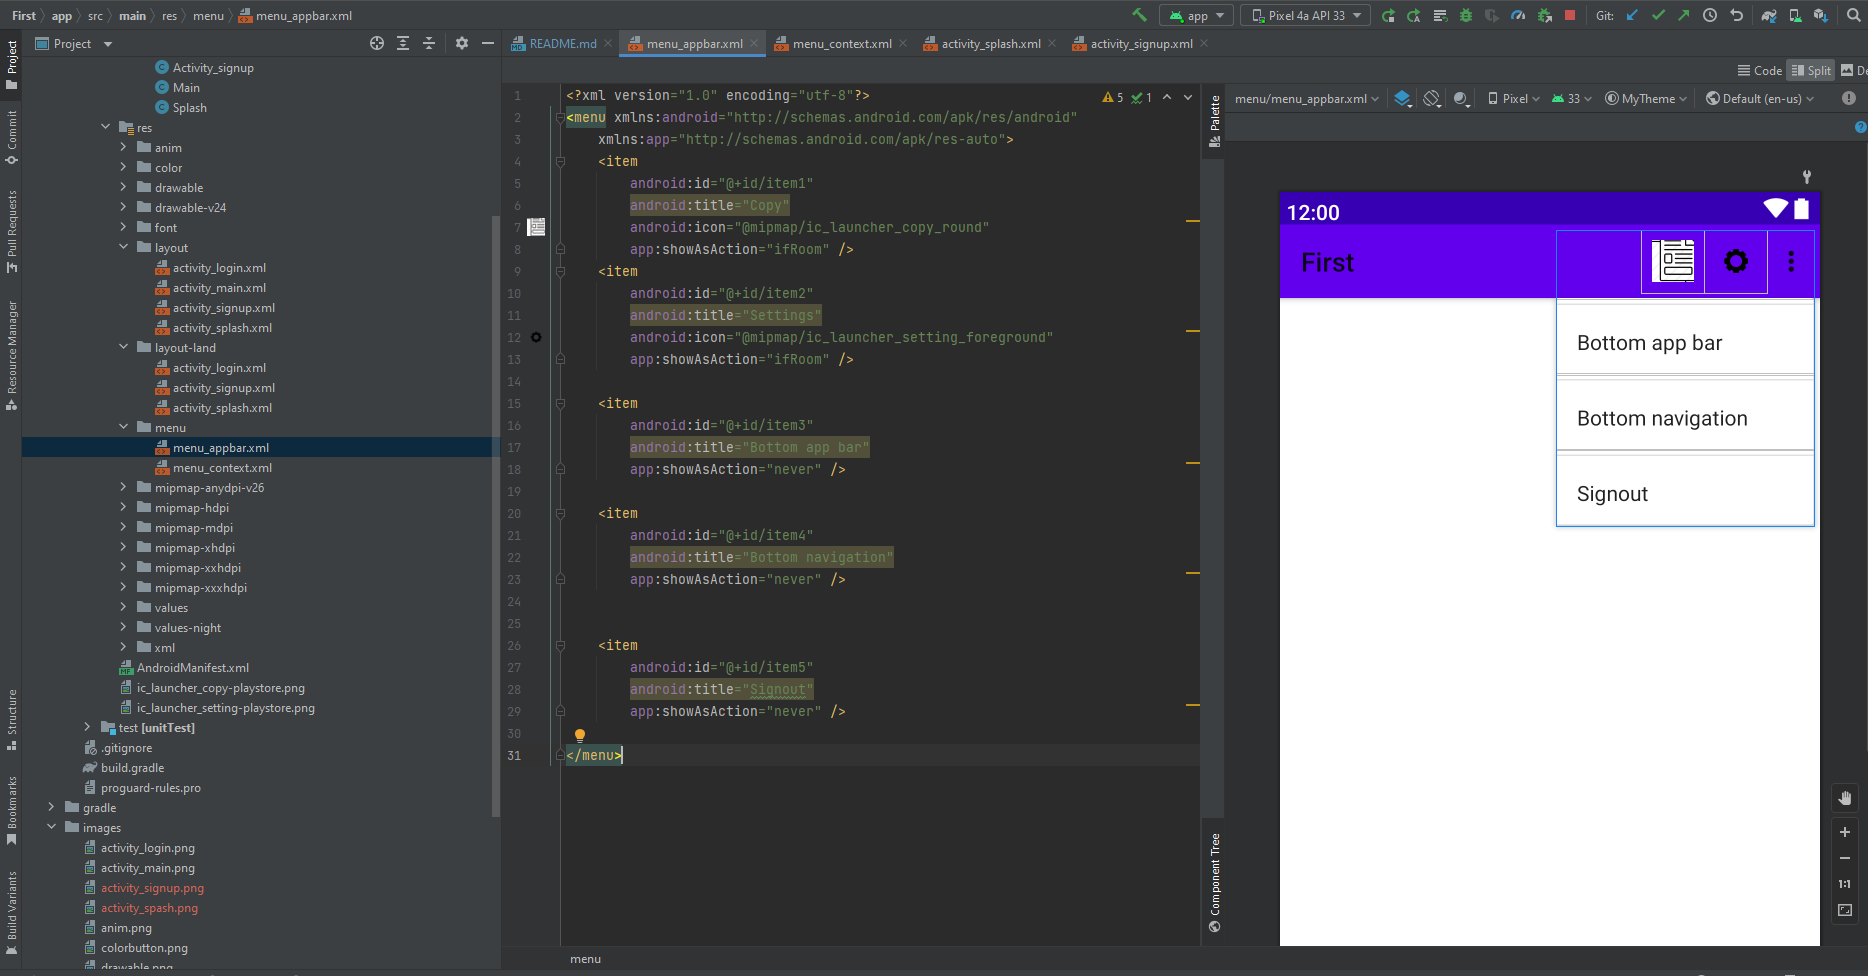 First app src main res menu menu_appbar.xml
app Pixel 4a API 33 Git:
Project
README.md menu_appbar.xml menu_context.xml activity_splash.xml activity_signup.xml
Code Split De
Project
Commit
Pull Requests
Resource Manager
Structure
Bookmarks
Build Variants
Activity_signup
Main
Splash
res
anim
color
drawable
drawable-v24
font
layout
activity_login.xml
activity_main.xml
activity_signup.xml
activity_splash.xml
layout-land
activity_login.xml
activity_signup.xml
activity_splash.xml
menu
menu_appbar.xml
menu_context.xml
mipmap-anydpi-v26
mipmap-hdpi
mipmap-mdpi
mipmap-xhdpi
mipmap-xxhdpi
mipmap-xxxhdpi
values
values-night
xml
AndroidManifest.xml
ic_launcher_copy-playstore.png
ic_launcher_setting-playstore.png
test [unitTest]
.gitignore
build.gradle
proguard-rules.pro
gradle
images
activity_login.png
activity_main.png
activity_signup.png
activity_spash.png
anim.png
colorbutton.png
drawable.png
1 <?xml version="1.0" encoding="utf-8"?>
2 <menu xmlns:android="http://schemas.android.com/apk/res/android"
3 xmlns:app="http://schemas.android.com/apk/res-auto">
4 <item
5 android:id="@+id/item1"
6 android:title="Copy"
7 android:icon="@mipmap/ic_launcher_copy_round"
8 app:showAsAction="ifRoom" />
9 <item
10 android:id="@+id/item2"
11 android:title="Settings"
12 android:icon="@mipmap/ic_launcher_setting_foreground"
13 app:showAsAction="ifRoom" />
14
15 <item
16 android:id="@+id/item3"
17 android:title="Bottom app bar"
18 app:showAsAction="never" />
19
20 <item
21 android:id="@+id/item4"
22 android:title="Bottom navigation"
23 app:showAsAction="never" />
24
25
26 <item
27 android:id="@+id/item5"
28 android:title="Signout"
29 app:showAsAction="never" />
30
31 </menu>
5 1
menu
Palette
Component Tree
menu/menu_appbar.xml Pixel 33 MyTheme Default (en-us)
12:00
First
Bottom app bar
Bottom navigation
Signout
1:1